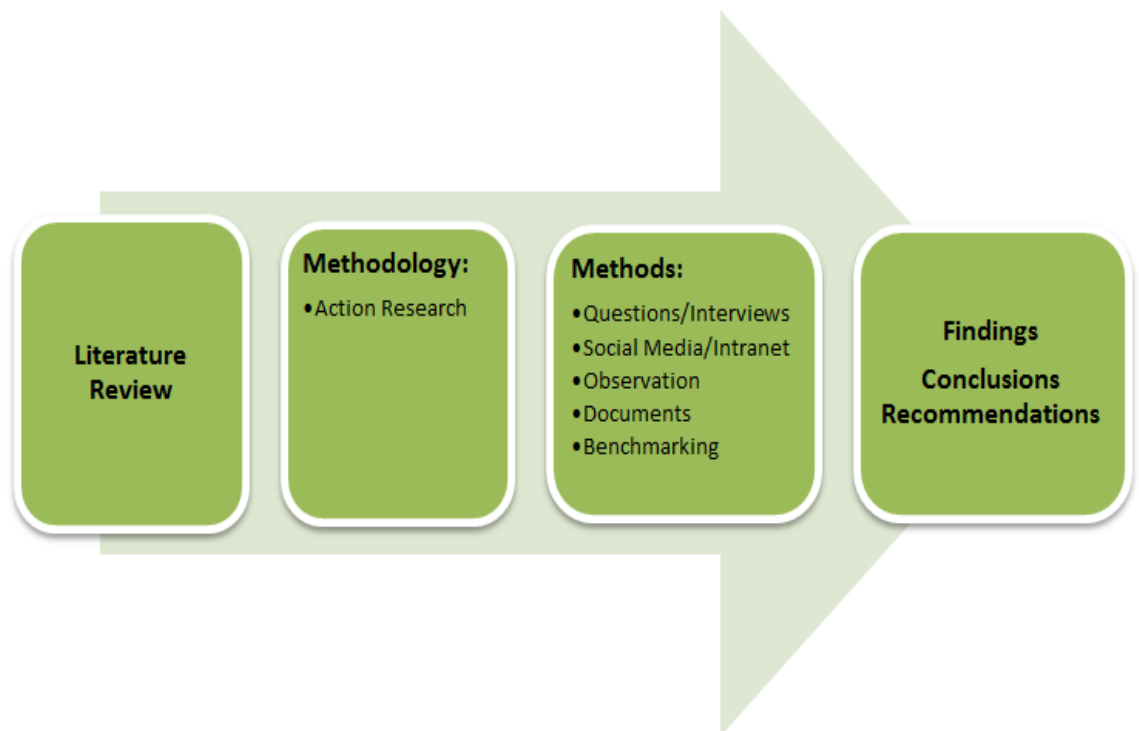 Literature
Review
Methodology:
•Action Research
Methods:
•Questions/Interviews
•Social Media/Intranet
•Observation
•Documents
•Benchmarking
Findings
Conclusions
Recommendations